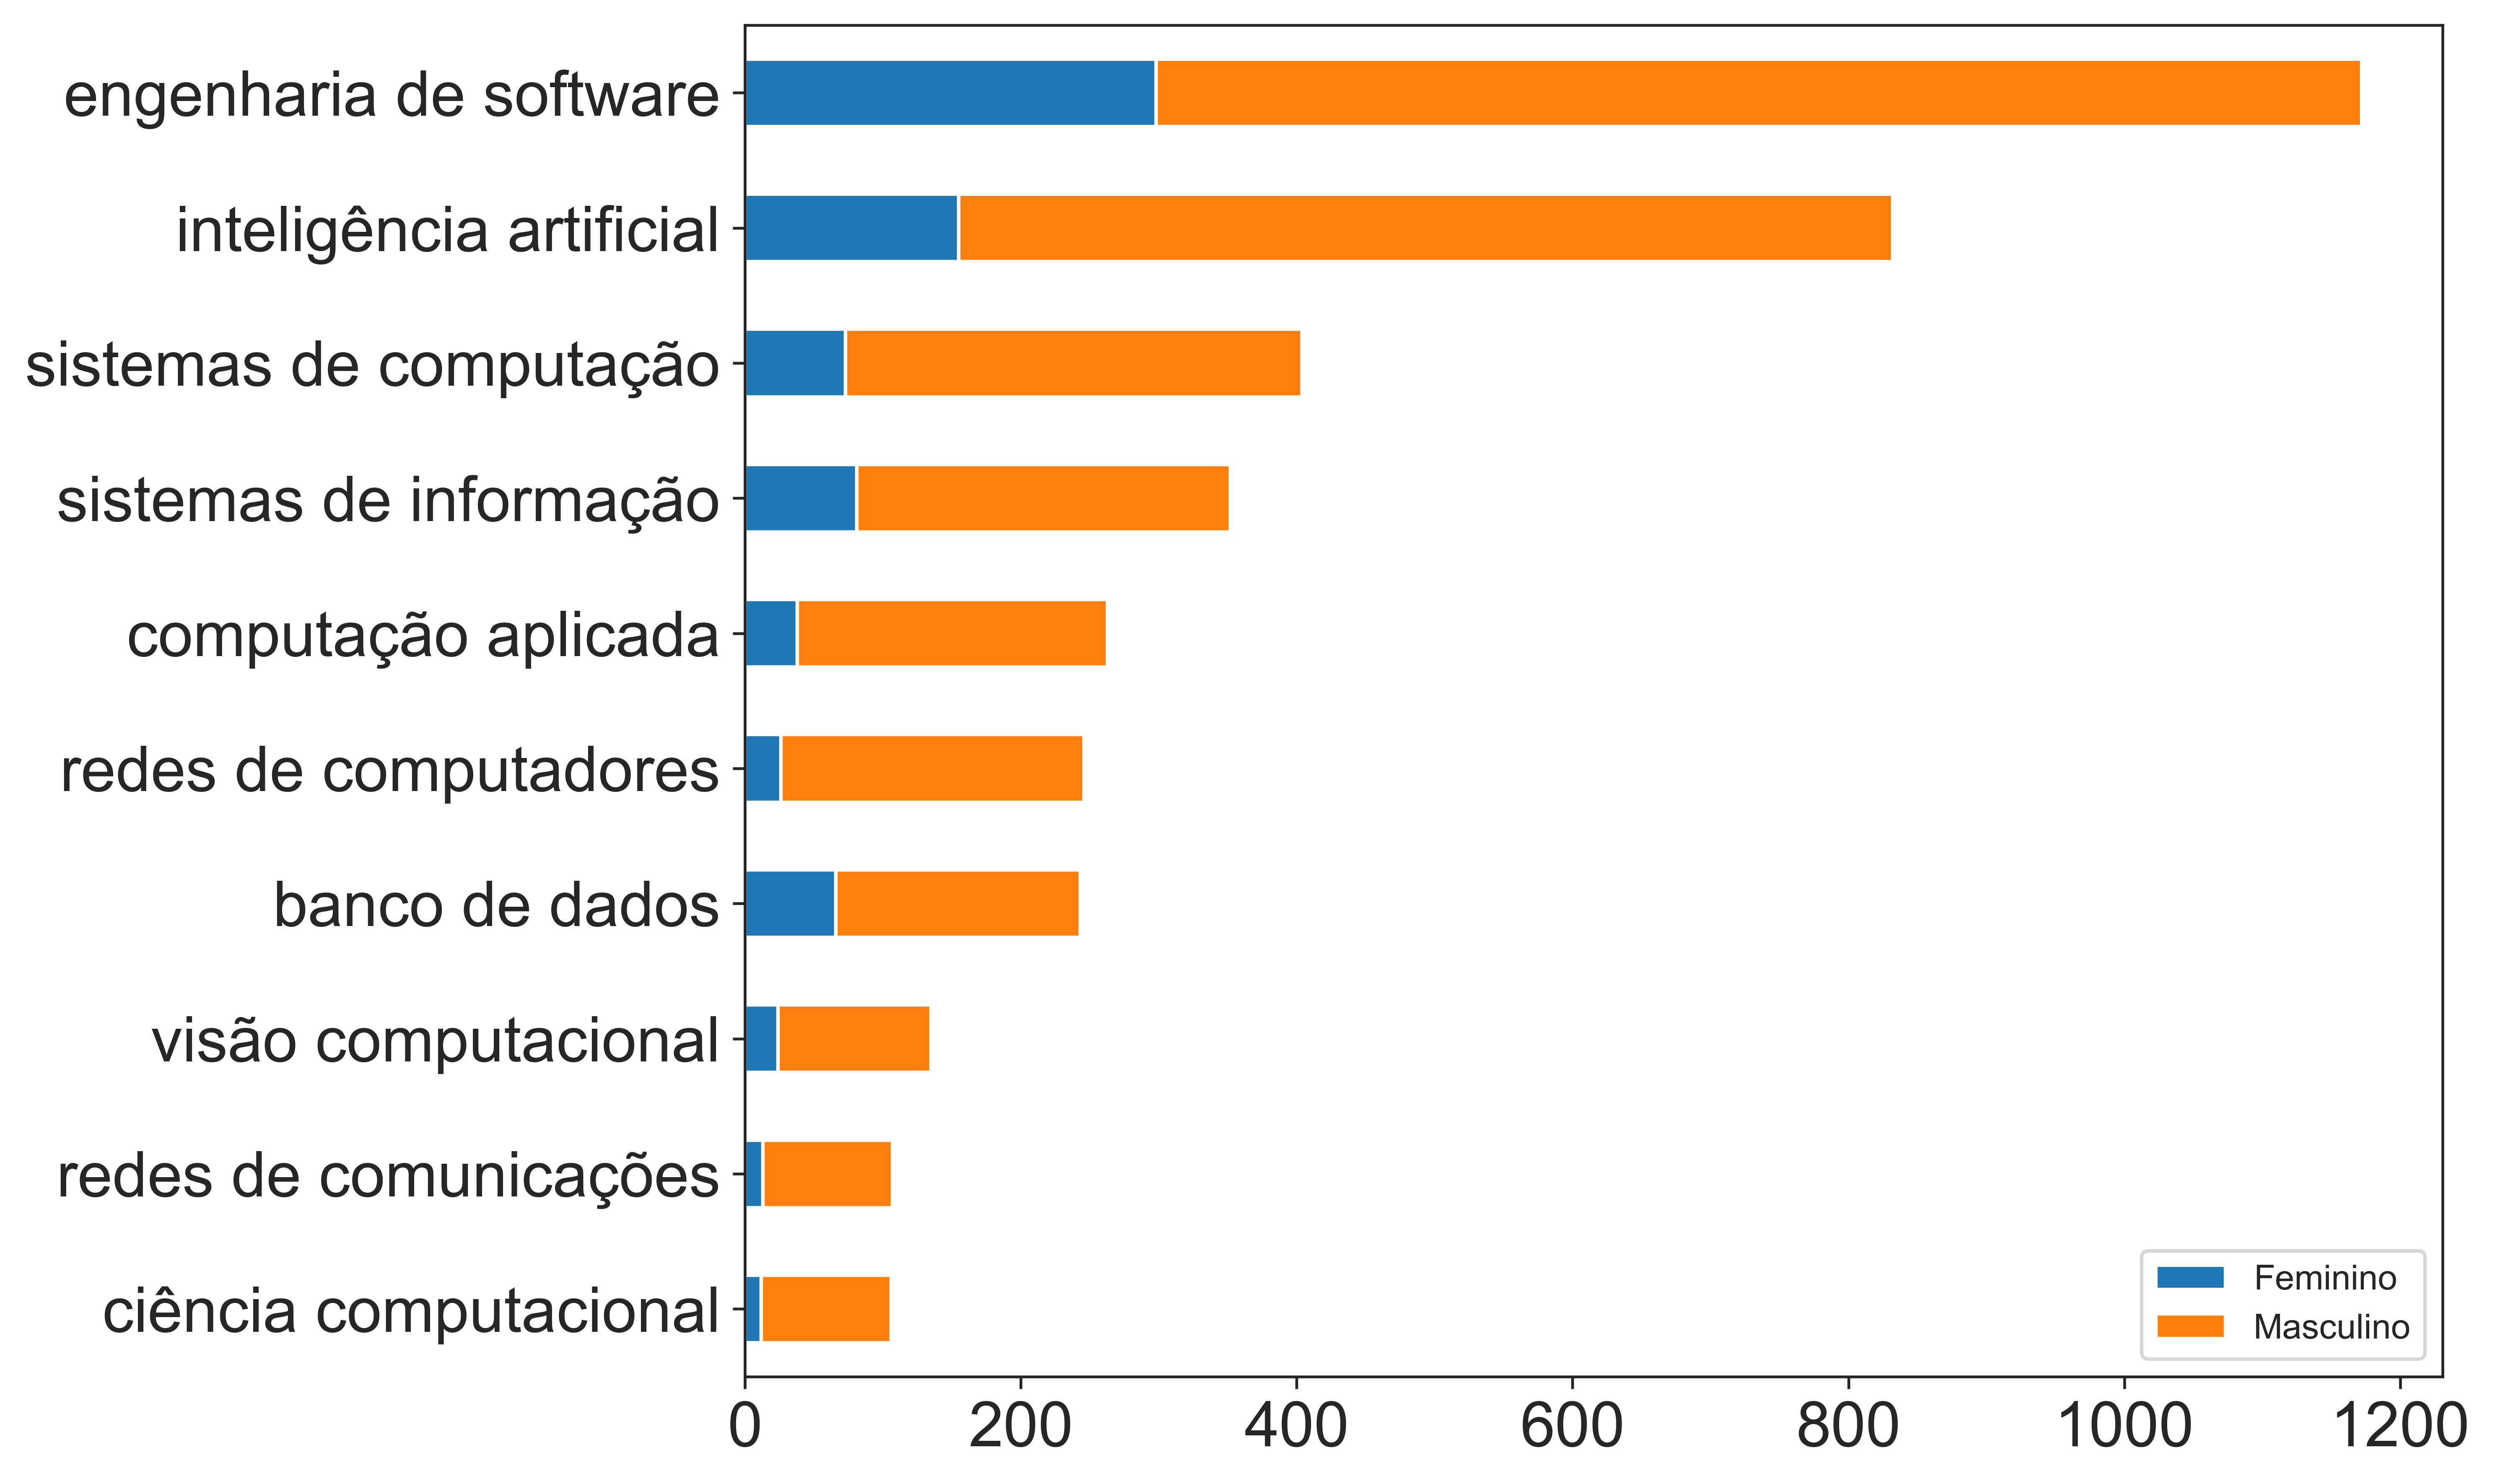 engenharia de software
inteligência artificial
sistemas de computação
sistemas de informação
computação aplicada
redes de computadores
banco de dados
visão computacional
redes de comunicações
ciência computacional
Feminino
Masculino
0 200 400 600 800 1000 1200